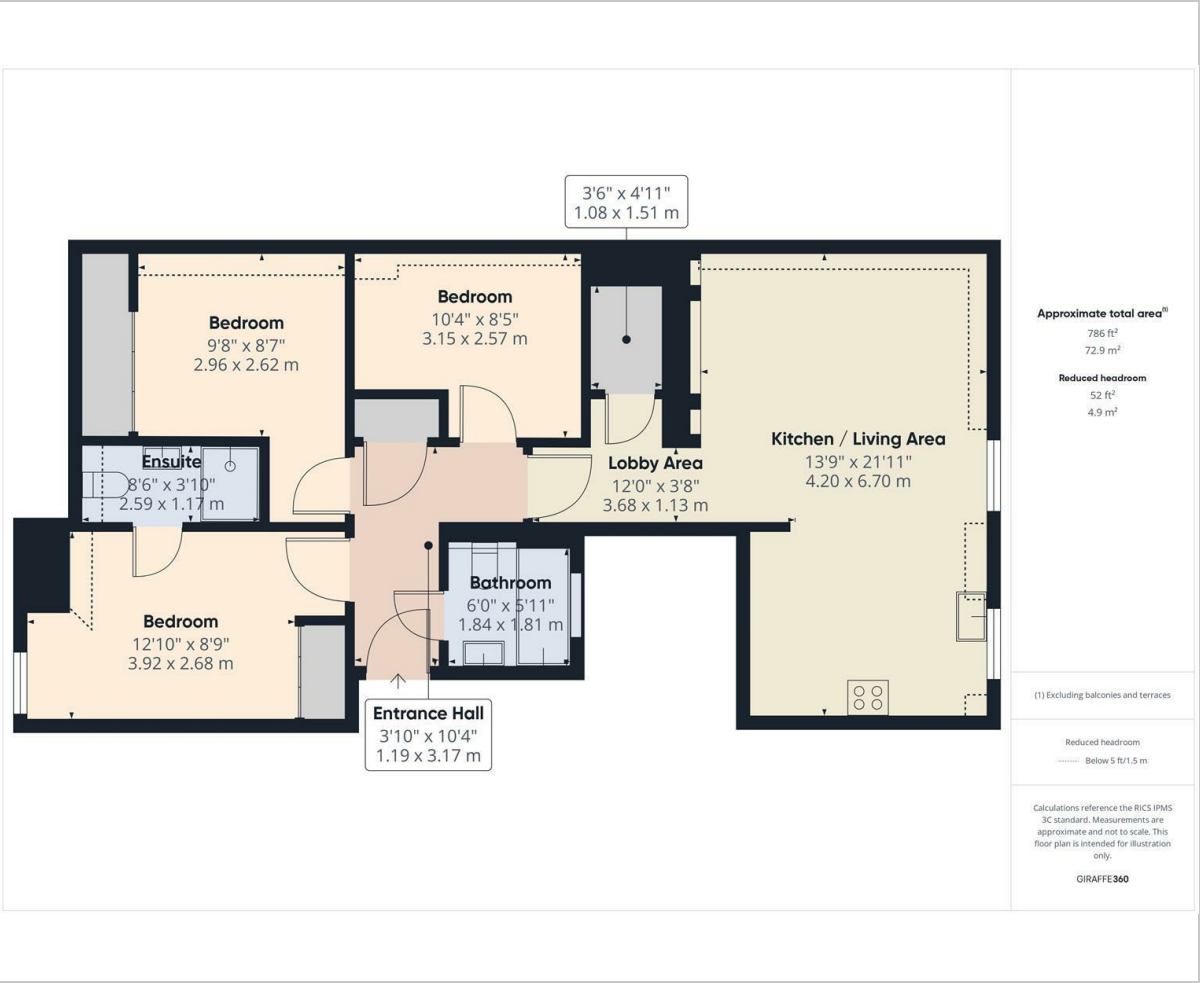 3'6" x 4'11"
1.08 x 1.51 m
Bedroom
9'8" x 8'7"
2.96 x 2.62 m
Bedroom
10'4" x 8'5"
3.15 x 2.57 m
Kitchen / Living Area
13'9" x 21'11"
4.20 x 6.70 m
Lobby Area
12'0" x 3'8"
3.68 x 1.13 m
Ensuite
8'6" x 3'10"
2.59 x 1.17 m
Bathroom
6'0" x 5'11"
1.84 x 1.81 m
Bedroom
12'10" x 8'9"
3.92 x 2.68 m
Entrance Hall
3'10" x 10'4"
1.19 x 3.17 m
Approximate total area(1)
786 ft²
72.9 m²
Reduced headroom
52 ft²
4.9 m²
(1) Excluding balconies and terraces
Reduced headroom
Below 5 ft/1.5 m
Calculations reference the RICS IPMS
3C standard. Measurements are
approximate and not to scale. This
floor plan is intended for illustration
only.
GIRAFFE360